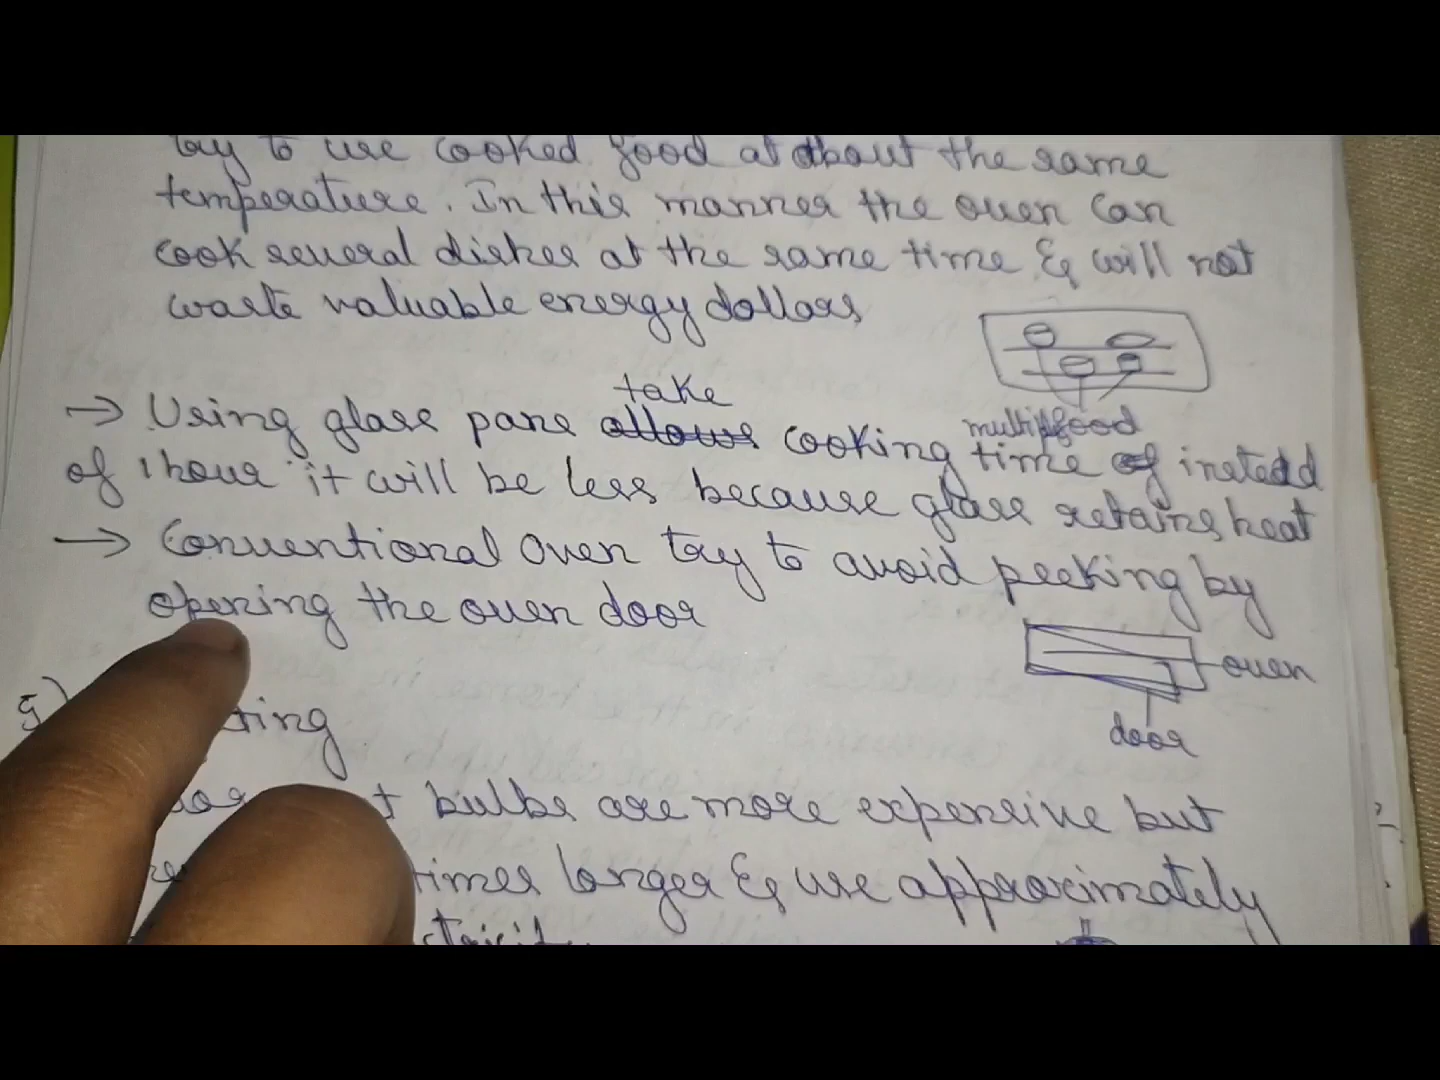 try to use cooked food at about the same
temperature. In this manner the oven can
cook several dishes at the same time & will not
waste valuable energy dollars
take
→ Using glass pans allows cooking time of instead
multiple food
of 1 hour it will be less because glass retains heat
→ Conventional oven try to avoid peeking by
opening the oven door
oven
door
5)
bulbs are more expensive but
times longer & use approximately